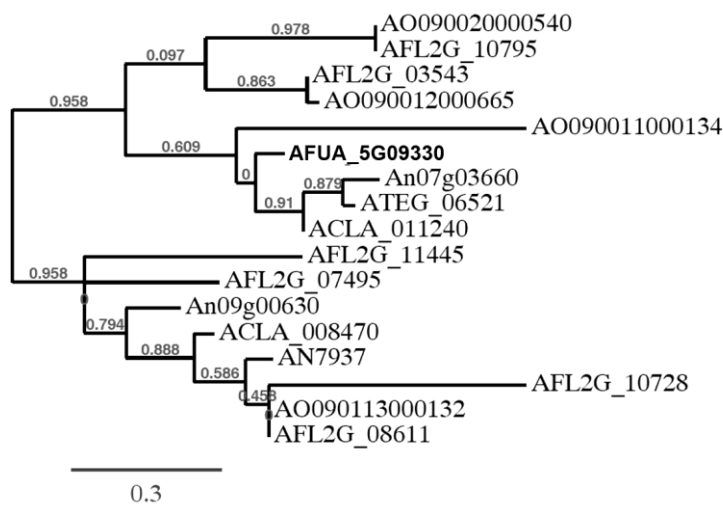 AO090020000540
0.978
AFL2G_10795
0.097
AFL2G_03543
0.863
AO090012000665
0.958
AO090011000134
0.609
AFUA_5G09330
0
An07g03660
0.879
ATEG_06521
0.91
ACLA_011240
AFL2G_11445
0.958
AFL2G_07495
0
An09g00630
0.794
ACLA_008470
0.888
AN7937
0.586
AFL2G_10728
0.458
AO090113000132
0
AFL2G_08611
0.3